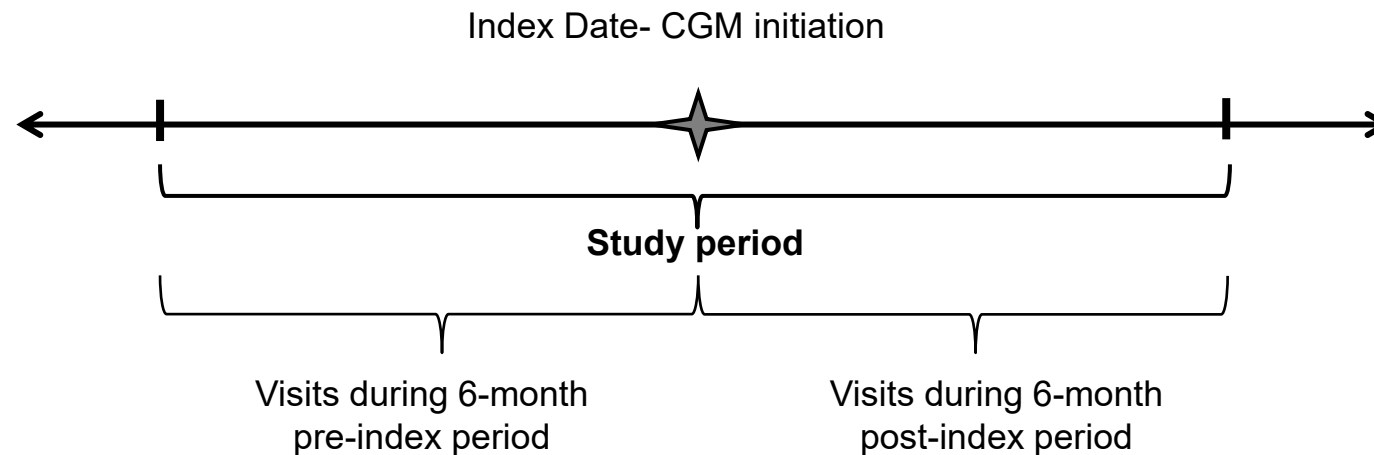 Index Date- CGM initiation
Study period
Visits during 6-month
pre-index period
Visits during 6-month
post-index period